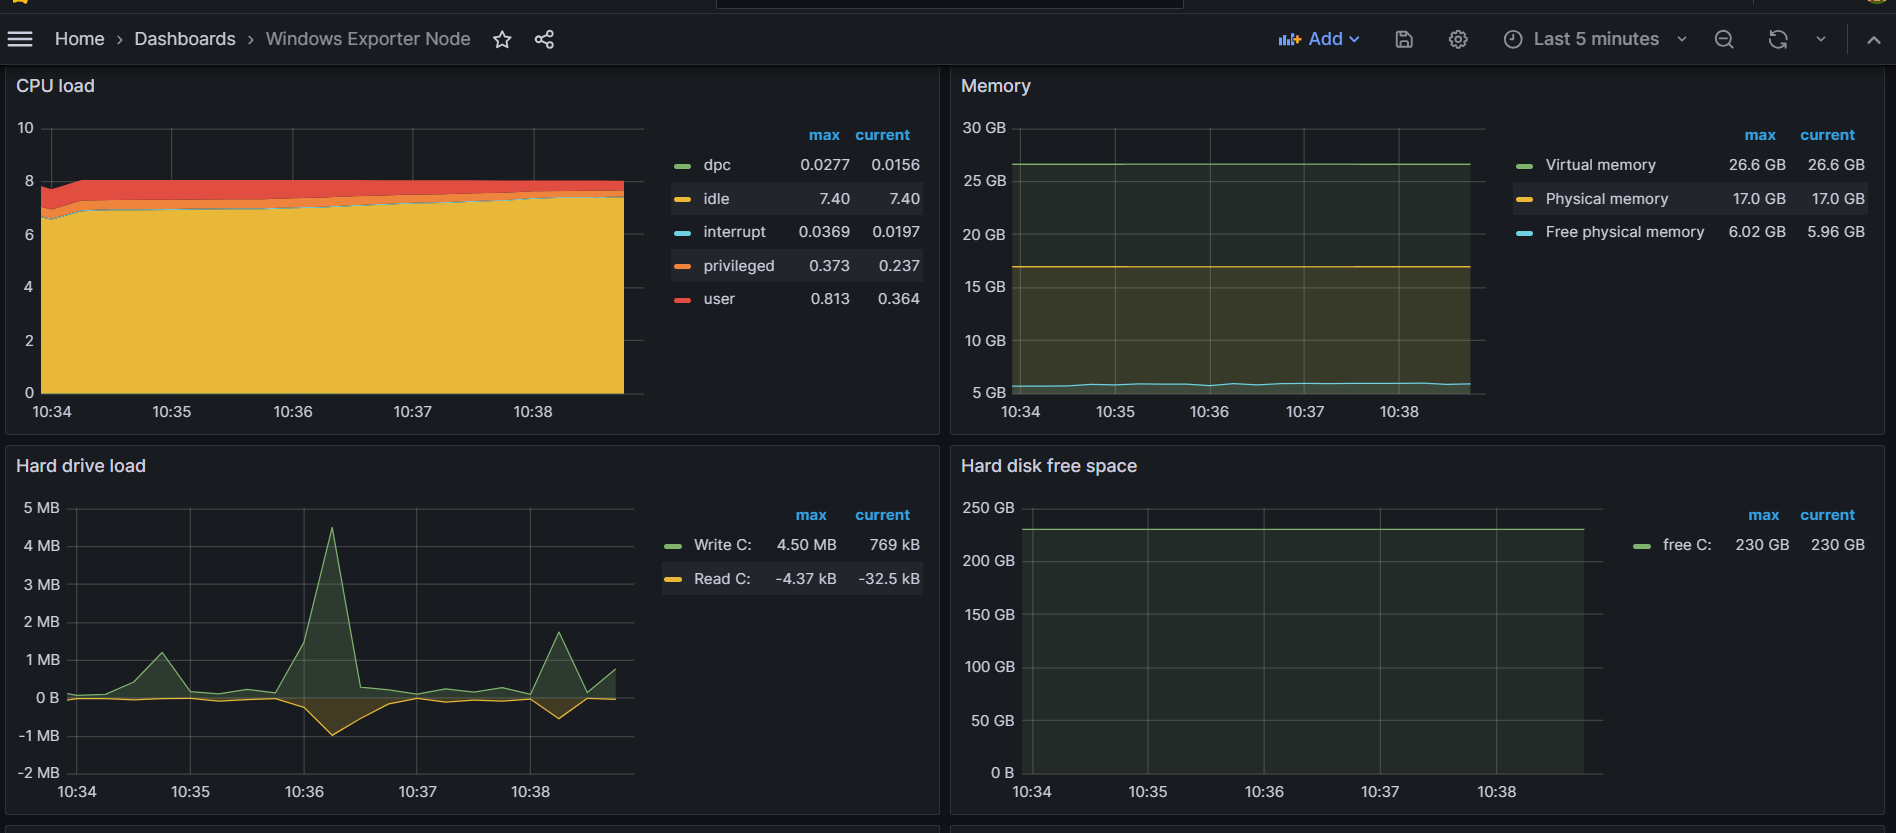 Home › Dashboards › Windows Exporter Node
Add
Last 5 minutes
CPU load
10
8
6
4
2
0
10:34 10:35 10:36 10:37 10:38
max current
dpc 0.0277 0.0156
idle 7.40 7.40
interrupt 0.0369 0.0197
privileged 0.373 0.237
user 0.813 0.364
Memory
30 GB
25 GB
20 GB
15 GB
10 GB
5 GB
10:34 10:35 10:36 10:37 10:38
max current
Virtual memory 26.6 GB 26.6 GB
Physical memory 17.0 GB 17.0 GB
Free physical memory 6.02 GB 5.96 GB
Hard drive load
5 MB
4 MB
3 MB
2 MB
1 MB
0 B
-1 MB
-2 MB
10:34 10:35 10:36 10:37 10:38
max current
Write C: 4.50 MB 769 kB
Read C: -4.37 kB -32.5 kB
Hard disk free space
250 GB
200 GB
150 GB
100 GB
50 GB
0 B
10:34 10:35 10:36 10:37 10:38
max current
free C: 230 GB 230 GB